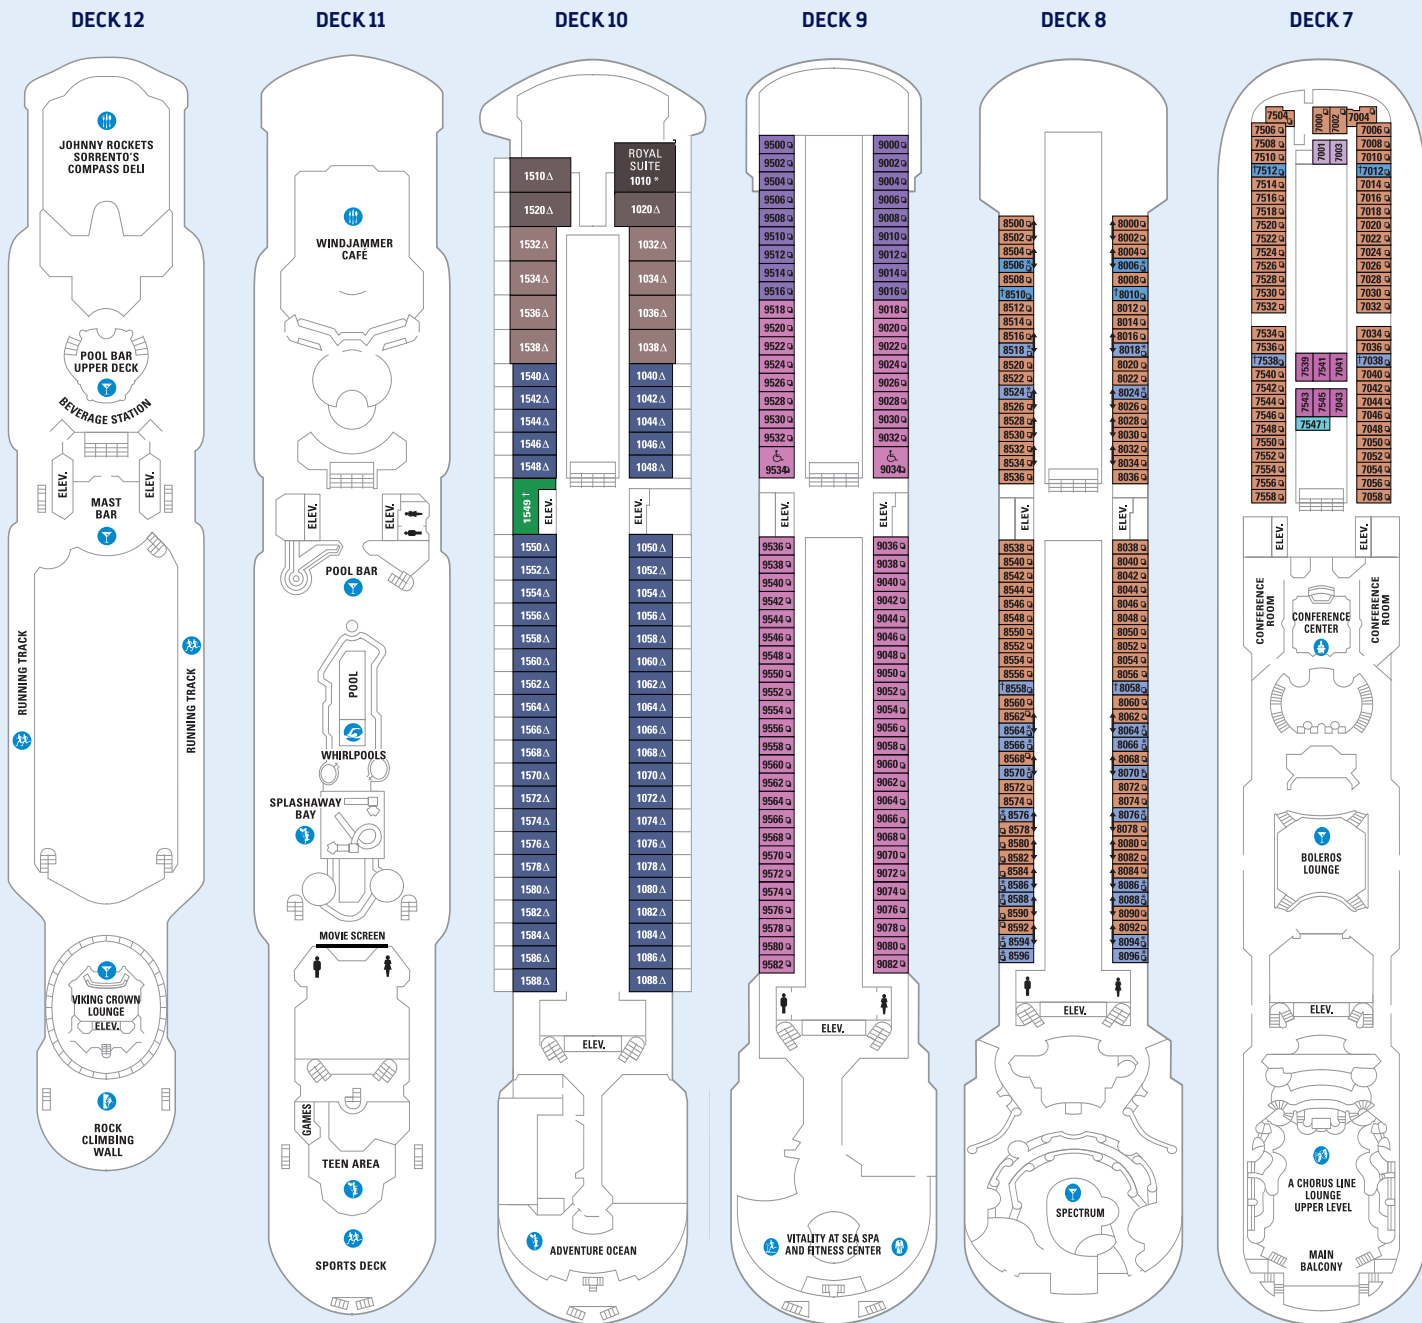 DECK 12
JOHNNY ROCKETS
SORRENTO'S
COMPASS DELI
POOL BAR
UPPER DECK
BEVERAGE STATION
ELEV.
ELEV.
MAST
BAR
RUNNING TRACK
RUNNING TRACK
VIKING CROWN
LOUNGE
ELEV.
ROCK
CLIMBING
WALL
DECK 11
WINDJAMMER
CAFÉ
ELEV.
ELEV.
POOL BAR
POOL
WHIRLPOOLS
SPLASHAWAY
BAY
MOVIE SCREEN
GAMES
TEEN AREA
SPORTS DECK
DECK 10
ROYAL
SUITE
1010 *
1510 Δ
1520 Δ 1020 Δ
1532 Δ 1032 Δ
1534 Δ 1034 Δ
1536 Δ 1036 Δ
1538 Δ 1038 Δ
1540 Δ 1040 Δ
1542 Δ 1042 Δ
1544 Δ 1044 Δ
1546 Δ 1046 Δ
1548 Δ 1048 Δ
1549 † ELEV. ELEV.
1550 Δ 1050 Δ
1552 Δ 1052 Δ
1554 Δ 1054 Δ
1556 Δ 1056 Δ
1558 Δ 1058 Δ
1560 Δ 1060 Δ
1562 Δ 1062 Δ
1564 Δ 1064 Δ
1566 Δ 1066 Δ
1568 Δ 1068 Δ
1570 Δ 1070 Δ
1572 Δ 1072 Δ
1574 Δ 1074 Δ
1576 Δ 1076 Δ
1578 Δ 1078 Δ
1580 Δ 1080 Δ
1582 Δ 1082 Δ
1584 Δ 1084 Δ
1586 Δ 1086 Δ
1588 Δ 1088 Δ
ELEV.
ADVENTURE OCEAN
DECK 9
9500 9000
9502 9002
9504 9004
9506 9006
9508 9008
9510 9010
9512 9012
9514 9014
9516 9016
9518 9018
9520 9020
9522 9022
9524 9024
9526 9026
9528 9028
9530 9030
9532 9032
9534 9034
ELEV. ELEV.
9536 9036
9538 9038
9540 9040
9542 9042
9544 9044
9546 9046
9548 9048
9550 9050
9552 9052
9554 9054
9556 9056
9558 9058
9560 9060
9562 9062
9564 9064
9566 9066
9568 9068
9570 9070
9572 9072
9574 9074
9576 9076
9578 9078
9580 9080
9582 9082
ELEV.
VITALITY AT SEA SPA
AND FITNESS CENTER
DECK 8
8500 8000
8502 8002
8504 8004
8506 * 8006 *
8508 8008
†8510 †8010
8512 8012
8514 8014
8516 8016
8518 * 8018 *
8520 8020
8522 8022
8524 * 8024 *
8526 8026
8528 8028
8530 8030
8532 8032
8534 8034
8536 8036
ELEV. ELEV.
8538 8038
8540 8040
8542 8042
8544 8044
8546 8046
8548 8048
8550 8050
8552 8052
8554 8054
8556 8056
†8558 †8058
8560 8060
8562 8062
8564 * 8064 *
8566 * 8066 *
8568 8068
8570 * 8070 *
8572 8072
8574 8074
* 8576 8076 *
8578 8078
8580 8080
8582 8082
8584 8084
* 8586 8086 *
* 8588 8088 *
8590 8090
8592 8092
* 8594 8094 *
* 8596 8096 *
ELEV.
SPECTRUM
DECK 7
7504 7000 7002 7004
7506 7006
7508 7001 7003 7008
7510 7010
†7512 †7012
7514 7014
7516 7016
7518 7018
7520 7020
7522 7022
7524 7024
7526 7026
7528 7028
7530 7030
7532 7032
7534 7034
7536 7036
†7538 7539 7541 7041 †7038
7540 7040
7542 7042
7544 7543 7545 7043 7044
7546 7046
7548 7547† 7048
7550 7050
7552 7052
7554 7054
7556 7056
7558 7058
ELEV. ELEV.
CONFERENCE
ROOM
CONFERENCE
CENTER
CONFERENCE
ROOM
BOLEROS
LOUNGE
ELEV.
A CHORUS LINE
LOUNGE
UPPER LEVEL
MAIN
BALCONY